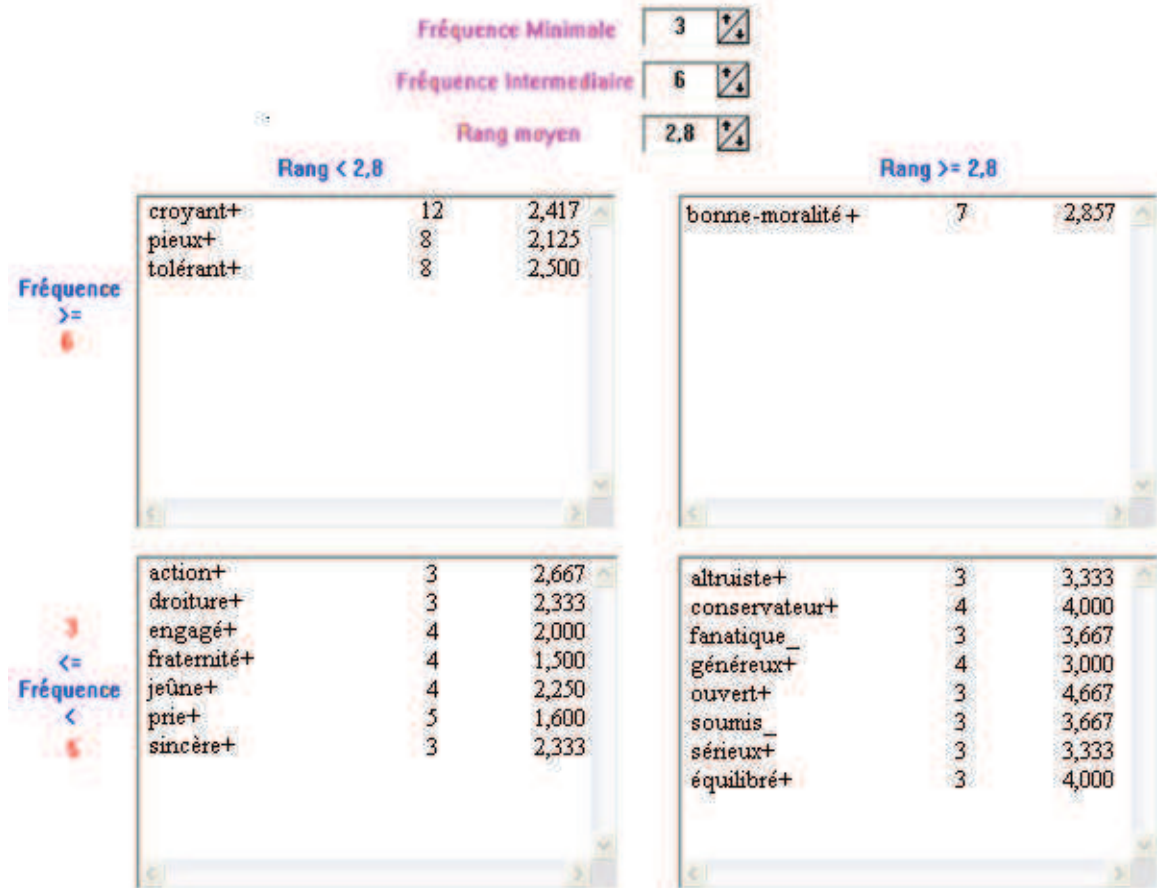 Fréquence Minimale 3
Fréquence Intermediaire 6
Rang moyen 2,8
Rang < 2,8 Rang >= 2,8
Fréquence
>=
6
croyant+ 12 2,417
pieux+ 8 2,125
tolérant+ 8 2,500
bonne-moralité+ 7 2,857
3
<=
Fréquence
<
6
action+ 3 2,667
droiture+ 3 2,333
engagé+ 4 2,000
fraternité+ 4 1,500
jeûne+ 4 2,250
prie+ 5 1,600
sincère+ 3 2,333
altruiste+ 3 3,333
conservateur+ 4 4,000
fanatique_ 3 3,667
généreux+ 4 3,000
ouvert+ 3 4,667
soumis_ 3 3,667
sérieux+ 3 3,333
équilibré+ 3 4,000